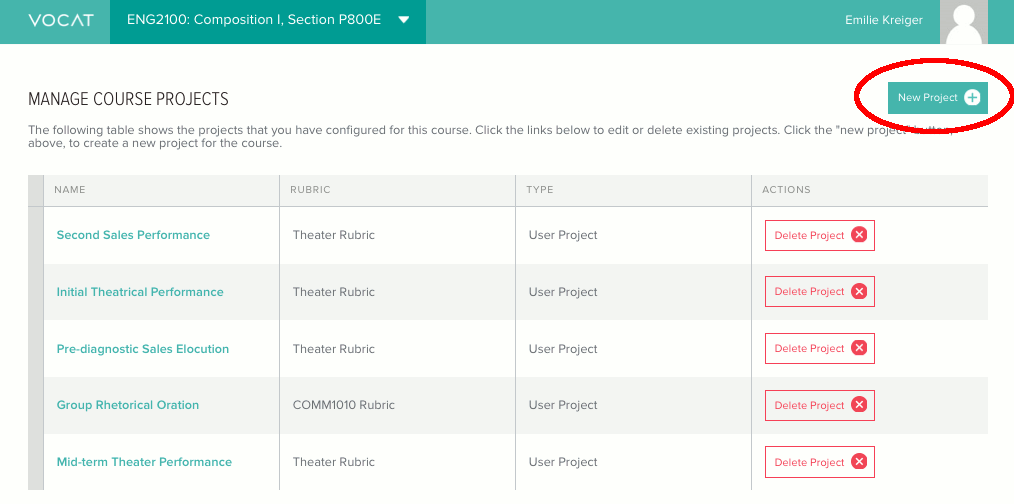 VOCAT
ENG2100: Composition I, Section P800E
Emilie Kreiger
MANAGE COURSE PROJECTS
New Project
The following table shows the projects that you have configured for this course. Click the links below to edit or delete existing projects. Click the "new project" button,
above, to create a new project for the course.
NAME RUBRIC TYPE ACTIONS
Second Sales Performance Theater Rubric User Project Delete Project
Initial Theatrical Performance Theater Rubric User Project Delete Project
Pre-diagnostic Sales Elocution Theater Rubric User Project Delete Project
Group Rhetorical Oration COMM1010 Rubric User Project Delete Project
Mid-term Theater Performance Theater Rubric User Project Delete Project